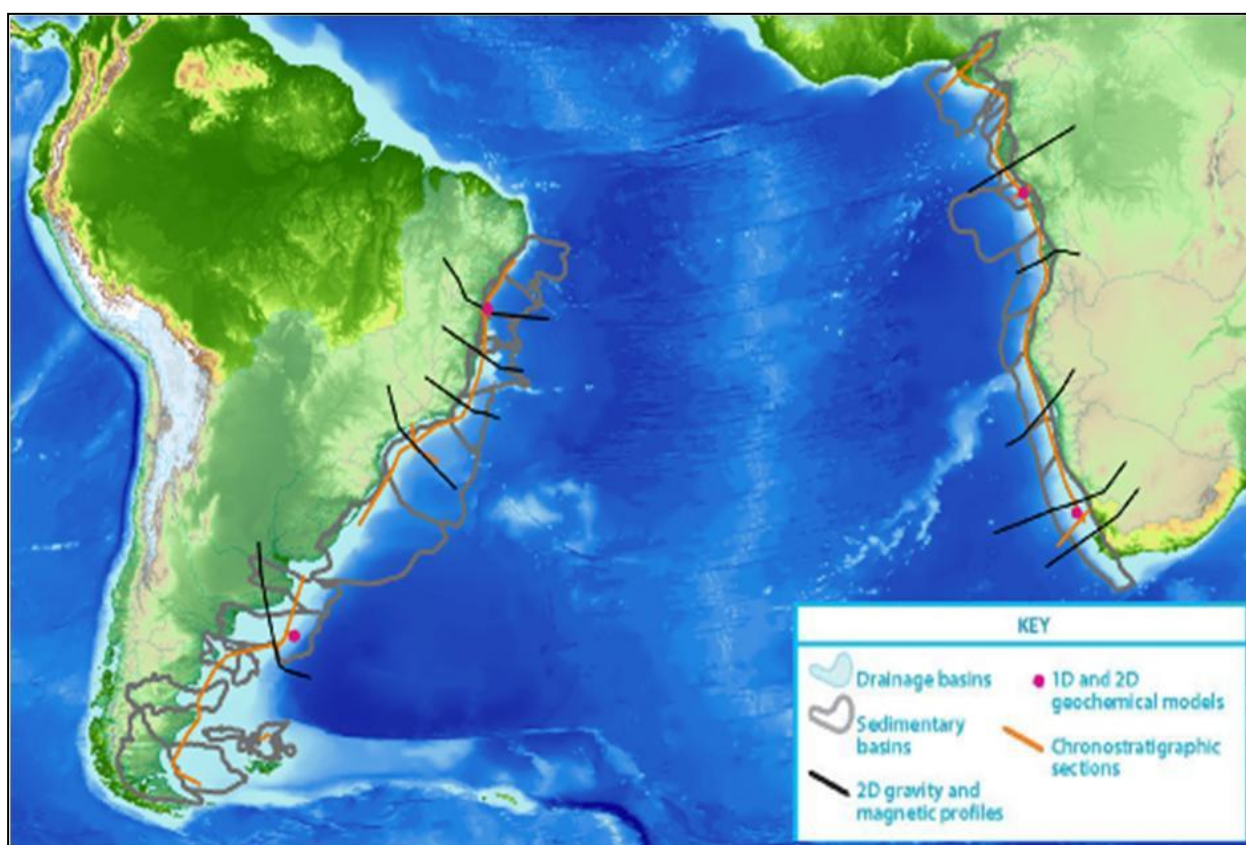 KEY
Drainage basins
Sedimentary
basins
2D gravity and
magnetic profiles
1D and 2D
geochemical models
Chronostratigraphic
sections